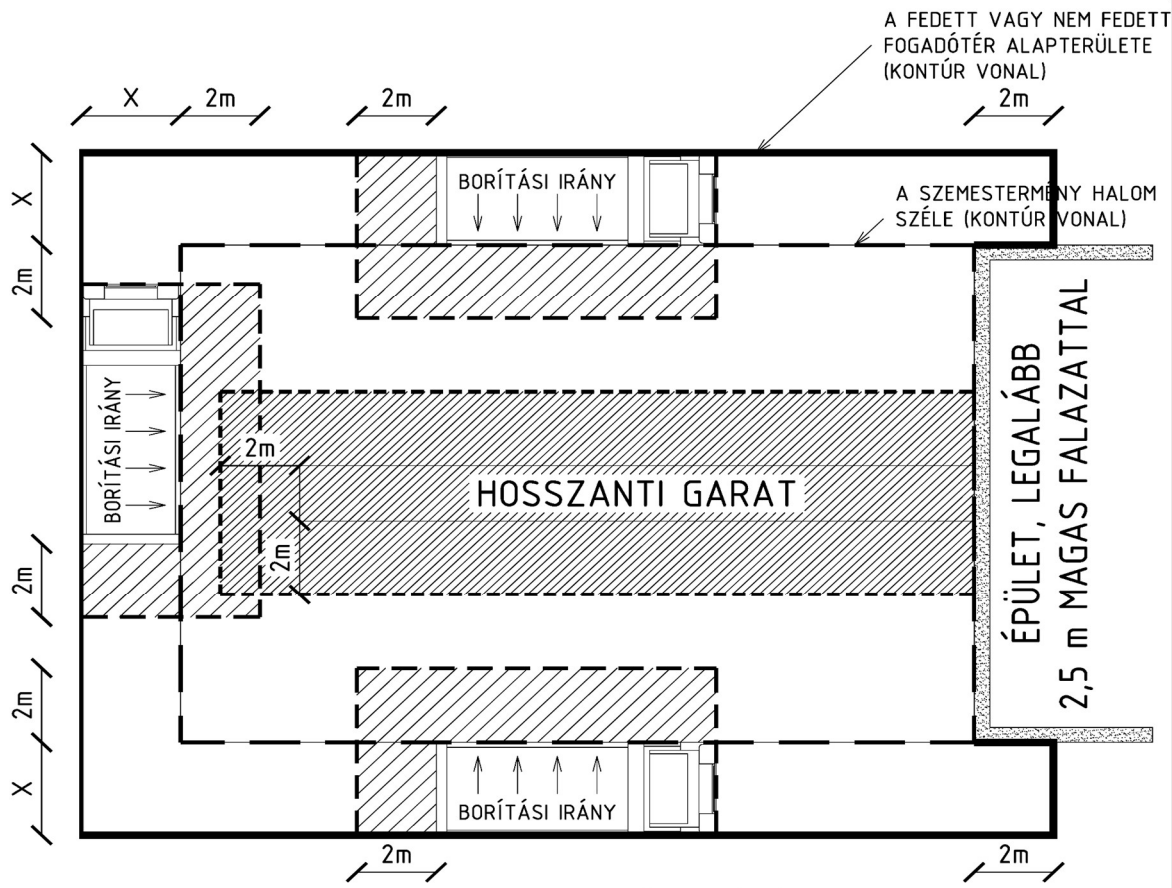 A FEDETT VAGY NEM FEDETT
FOGADÓTÉR ALAPTERÜLETE
(KONTÚR VONAL)
X
2m
2m
2m
X
2m
BORÍTÁSI IRÁNY
A SZEMESTERMÉNY HALOM
SZÉLE (KONTÚR VONAL)
BORÍTÁSI IRÁNY
2m
HOSSZANTI GARAT
2m
ÉPÜLET, LEGALÁBB
2,5 m MAGAS FALAZATTAL
2m
2m
X
BORÍTÁSI IRÁNY
2m
2m